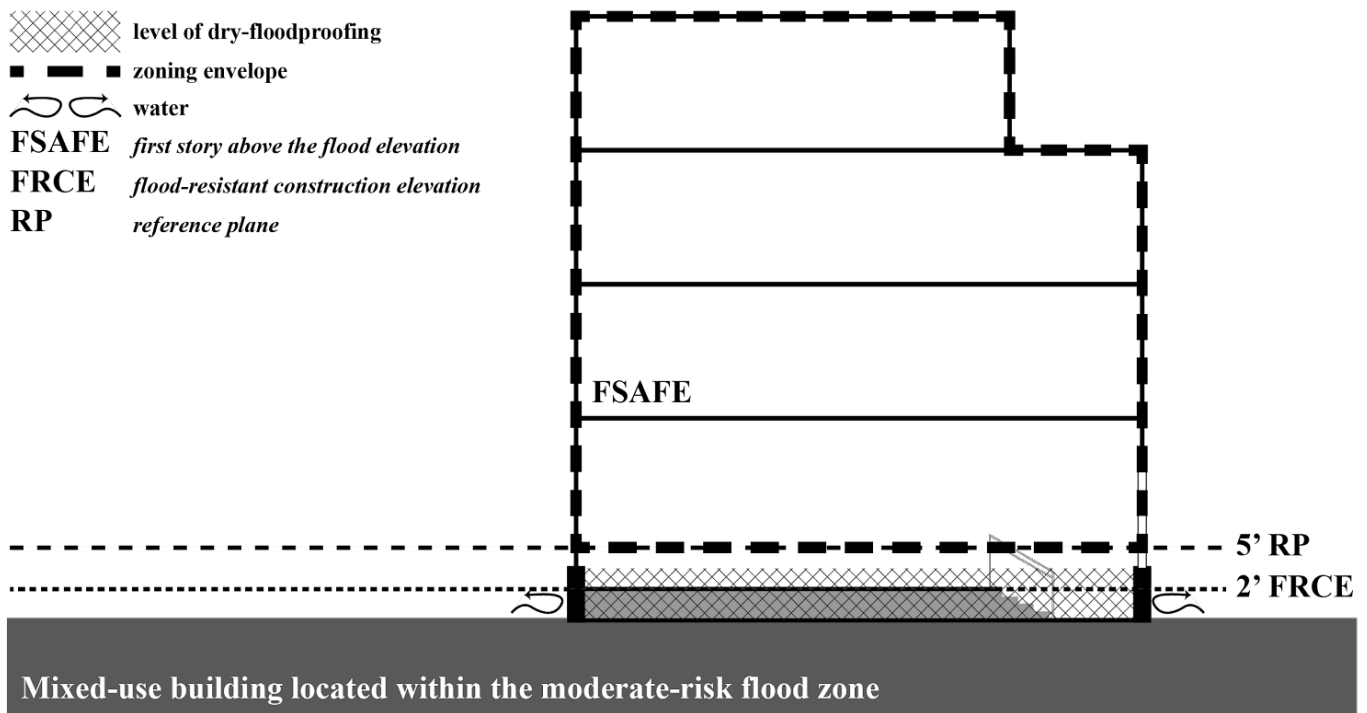 level of dry-floodproofing
zoning envelope
water
FSAFE first story above the flood elevation
FRCE flood-resistant construction elevation
RP reference plane
FSAFE
5’ RP
2’ FRCE
Mixed-use building located within the moderate-risk flood zone